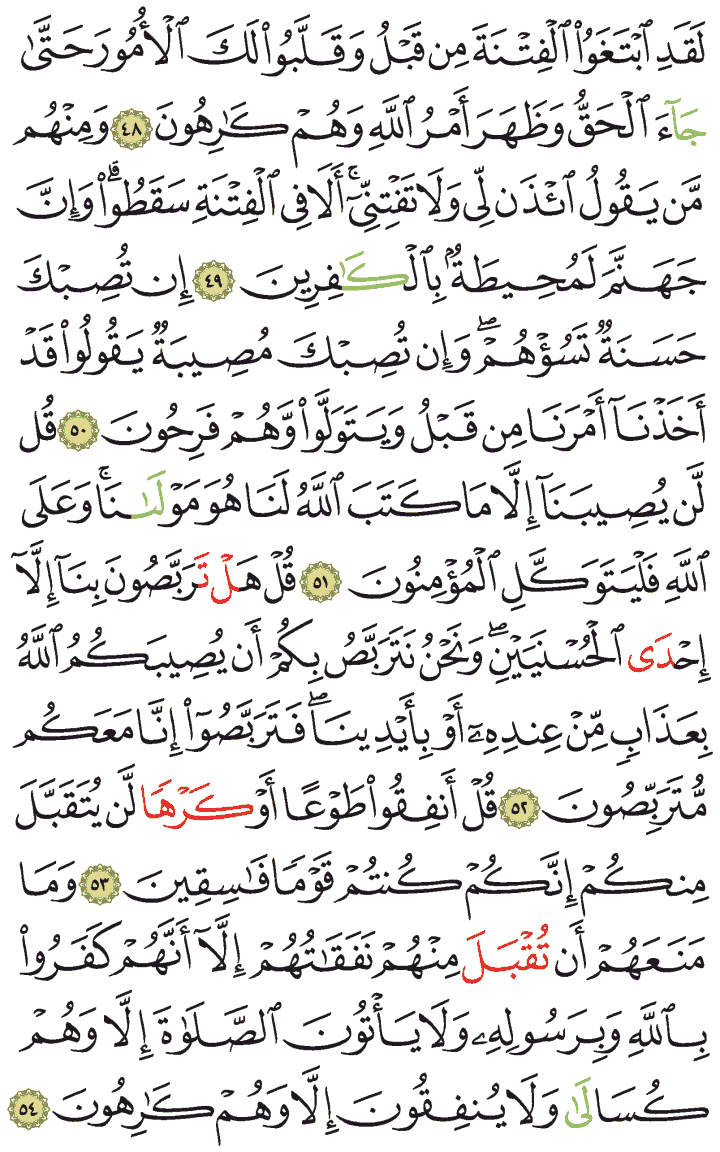 لَقَدِ ٱبْتَغَوُا۟ ٱلْفِتْنَةَ مِن قَبْلُ وَقَلَّبُوا۟ لَكَ ٱلْأُمُورَ حَتَّىٰ
جَآءَ ٱلْحَقُّ وَظَهَرَ أَمْرُ ٱللَّهِ وَهُمْ كَـٰرِهُونَ ٤٨ وَمِنْهُم
مَّن يَقُولُ ٱئْذَن لِّى وَلَا تَفْتِنِّىٓ ۚ أَلَا فِى ٱلْفِتْنَةِ سَقَطُوا۟ ۗ وَإِنَّ
جَهَنَّمَ لَمُحِيطَةٌۢ بِٱلْكَـٰفِرِينَ ٤٩ إِن تُصِبْكَ
حَسَنَةٌ تَسُؤْهُمْ ۖ وَإِن تُصِبْكَ مُصِيبَةٌ يَقُولُوا۟ قَدْ
أَخَذْنَآ أَمْرَنَا مِن قَبْلُ وَيَتَوَلَّوا۟ وَّهُمْ فَرِحُونَ ٥٠ قُل
لَّن يُصِيبَنَآ إِلَّا مَا كَتَبَ ٱللَّهُ لَنَا هُوَ مَوْلَىٰنَا ۚ وَعَلَى
ٱللَّهِ فَلْيَتَوَكَّلِ ٱلْمُؤْمِنُونَ ٥١ قُلْ هَلْ تَرَبَّصُونَ بِنَآ إِلَّآ
إِحْدَى ٱلْحُسْنَيَيْنِ ۖ وَنَحْنُ نَتَرَبَّصُ بِكُمْ أَن يُصِيبَكُمُ ٱللَّهُ
بِعَذَابٍ مِّنْ عِندِهِۦٓ أَوْ بِأَيْدِينَا ۖ فَتَرَبَّصُوٓا۟ إِنَّا مَعَكُم
مُّتَرَبِّصُونَ ٥٢ قُلْ أَنفِقُوا۟ طَوْعًا أَوْ كَرْهًا لَّن يُتَقَبَّلَ
مِنكُمْ إِنَّكُمْ كُنتُمْ قَوْمًا فَـٰسِقِينَ ٥٣ وَمَا
مَنَعَهُمْ أَن تُقْبَلَ مِنْهُمْ نَفَقَـٰتُهُمْ إِلَّآ أَنَّهُمْ كَفَرُوا۟
بِٱللَّهِ وَبِرَسُولِهِۦ وَلَا يَأْتُونَ ٱلصَّلَوٰةَ إِلَّا وَهُمْ
كُسَالَىٰ وَلَا يُنفِقُونَ إِلَّا وَهُمْ كَـٰرِهُونَ ٥٤